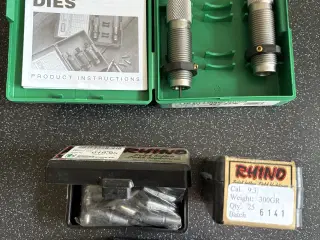 DIES
PRODUCT INSTRUCTIONS
RHINO
RHINO
Cal. 9.3
Weight: 300GR
Qty. 25
Batch 6141